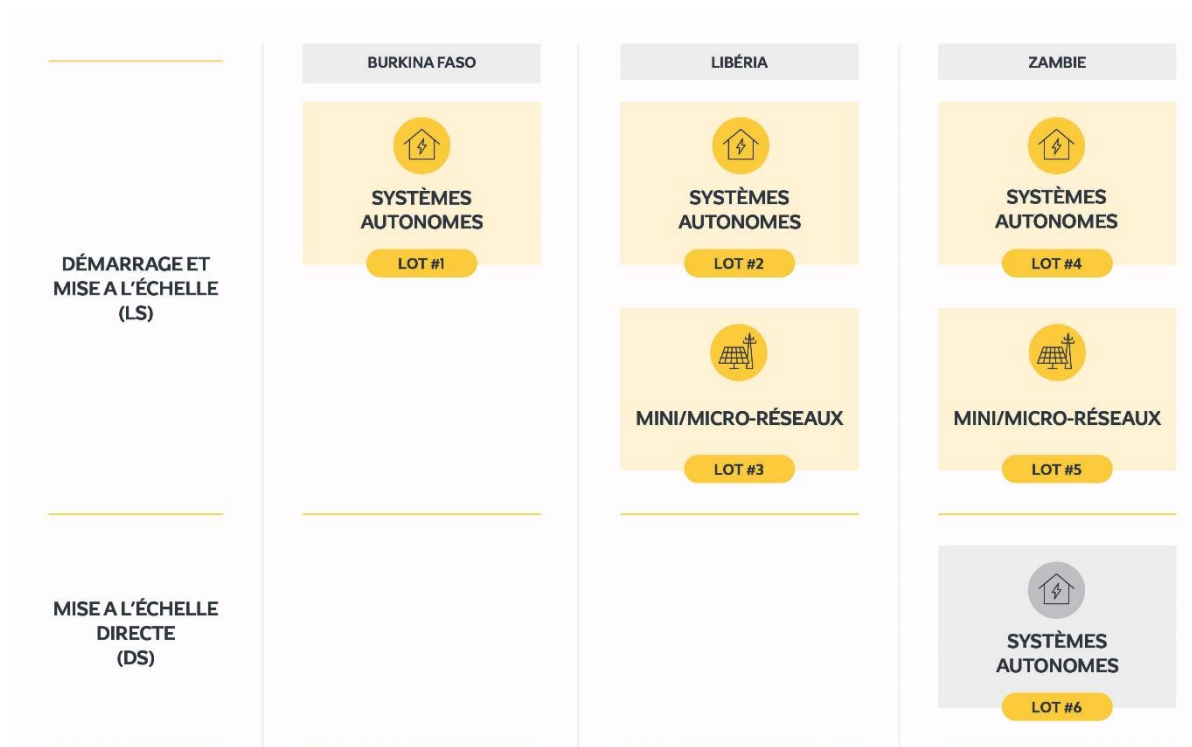 BURKINA FASO
LIBÉRIA
ZAMBIE
DÉMARRAGE ET
MISE A L'ÉCHELLE
(LS)
SYSTÈMES
AUTONOMES
LOT #1
SYSTÈMES
AUTONOMES
LOT #2
SYSTÈMES
AUTONOMES
LOT #4
MINI/MICRO-RÉSEAUX
LOT #3
MINI/MICRO-RÉSEAUX
LOT #5
MISE A L'ÉCHELLE
DIRECTE
(DS)
SYSTÈMES
AUTONOMES
LOT #6